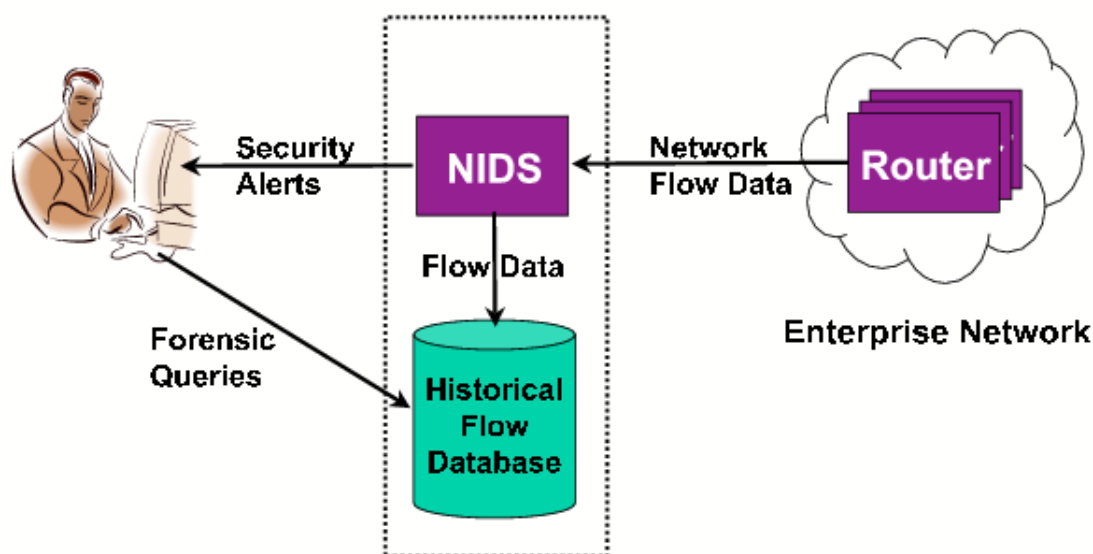 Security
Alerts
NIDS
Network
Flow Data
Router
Flow Data
Enterprise Network
Forensic
Queries
Historical
Flow
Database